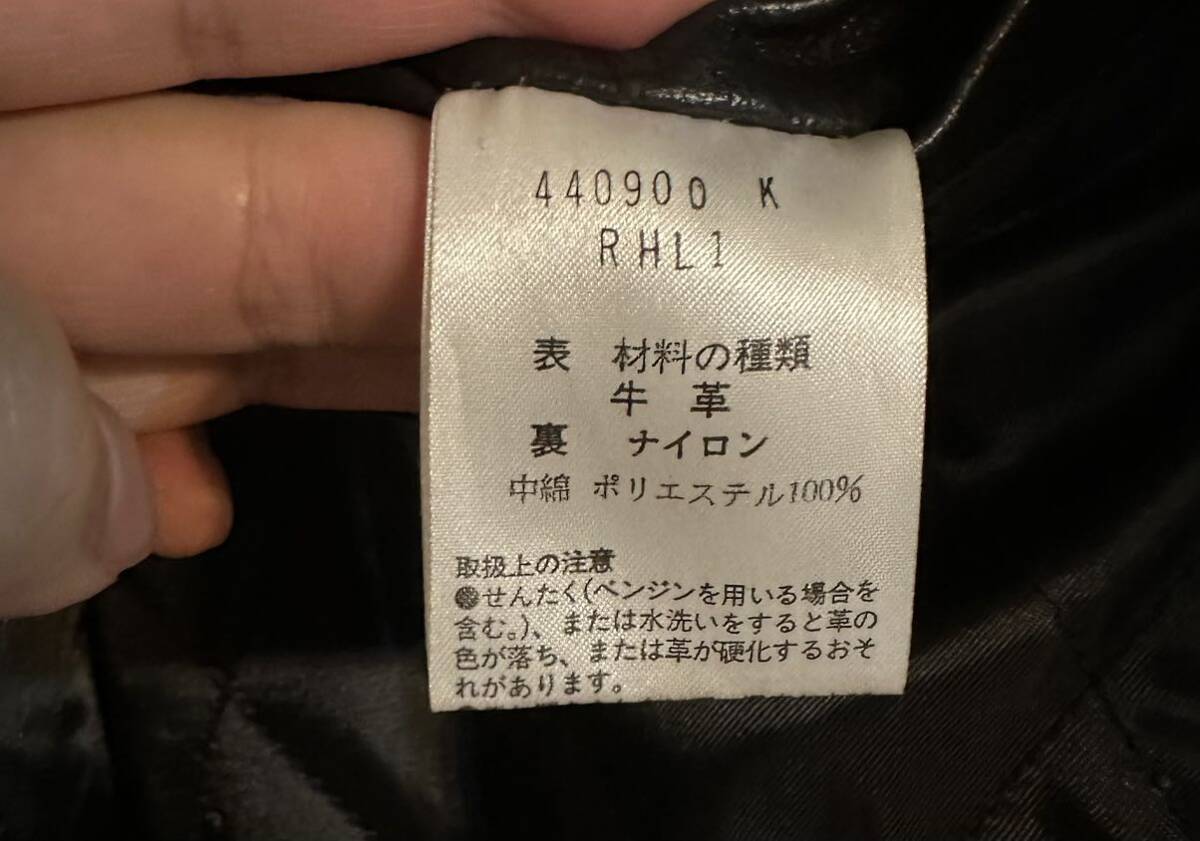 440900 K
RHL1
表 材料の種類
牛 革
裏 ナイロン
中綿 ポリエステル100%
取扱上の注意
●せんたく(ベンジンを用いる場合を
含む。)、または水洗いをすると革の
色が落ち、または革が硬化するおそ
れがあります。